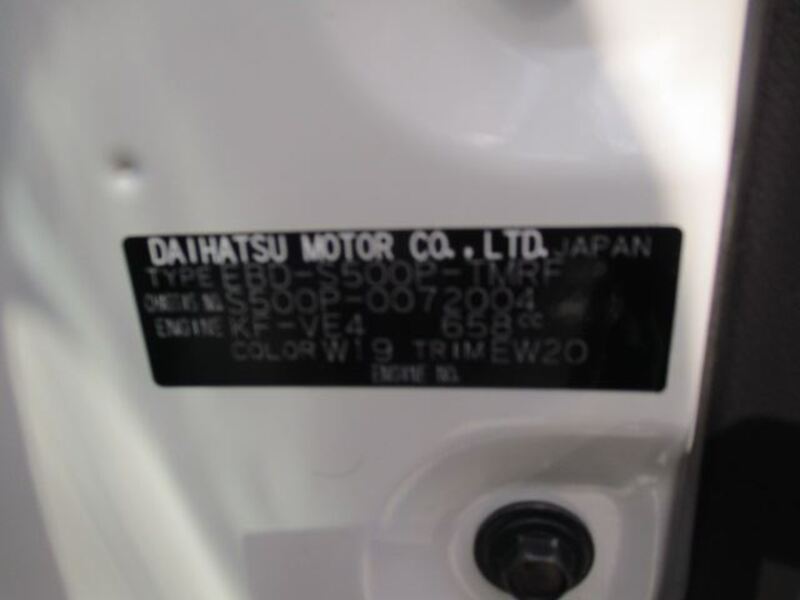 DAIHATSU MOTOR CO., LTD. JAPAN
TYPE EBD-S500P-TMRF
CHASSIS NO. S500P-0072004
ENGINE KF-VE4 658cc
COLOR W19 TRIM EW20
ENGINE NO.